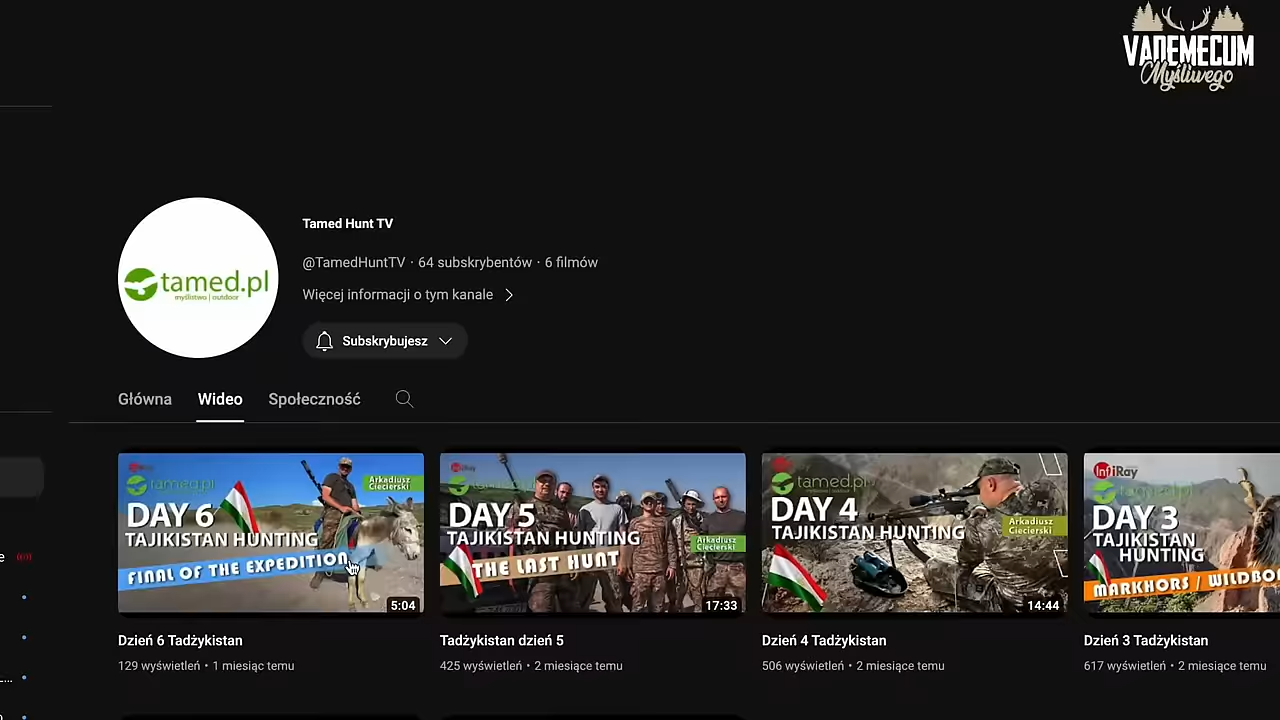 VADEMECUM
Myśliwego
tamed.pl
myślistwo | outdoor
Tamed Hunt TV
@TamedHuntTV · 64 subskrybentów · 6 filmów
Więcej informacji o tym kanale
Subskrybujesz
Główna Wideo Społeczność
tamed.pl
Arkadiusz
Ciecierski
DAY 6
TAJIKISTAN HUNTING
FINAL OF THE EXPEDITION
5:04
tamed.pl
DAY 5
TAJIKISTAN HUNTING
Arkadiusz
Ciecierski
THE LAST HUNT
17:33
tamed.pl
DAY 4
TAJIKISTAN HUNTING
Arkadiusz
Ciecierski
14:44
InfiRay
tamed.pl
DAY 3
TAJIKISTAN
HUNTING
MARKHORS / WILDBO
Dzień 6 Tadżykistan
129 wyświetleń • 1 miesiąc temu
Tadżykistan dzień 5
425 wyświetleń • 2 miesiące temu
Dzień 4 Tadżykistan
506 wyświetleń • 2 miesiące temu
Dzień 3 Tadżykistan
617 wyświetleń • 2 miesiące temu